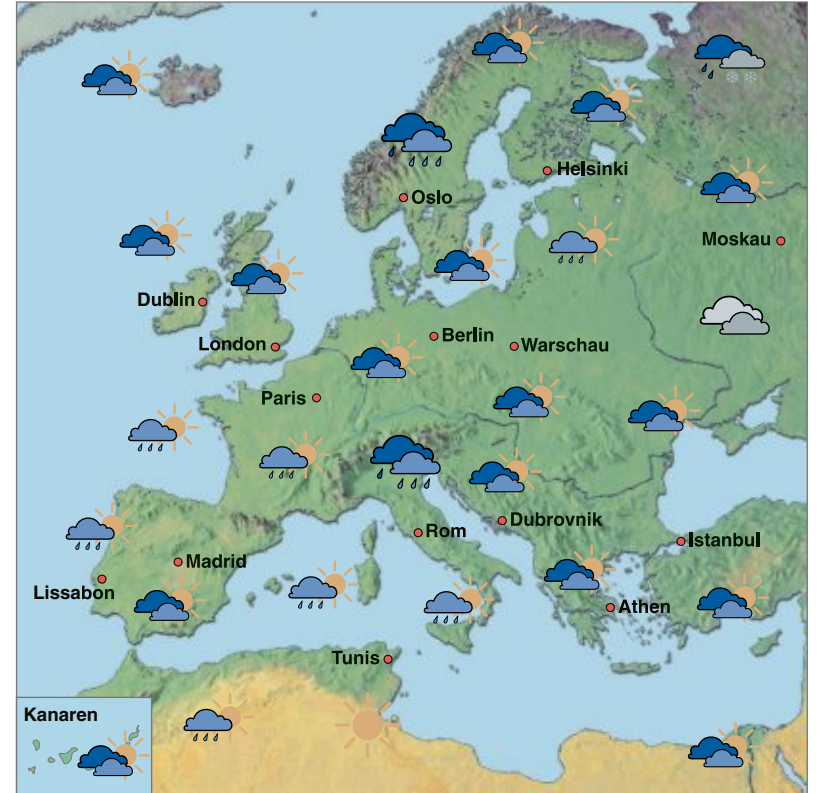 Helsinki
Oslo
Moskau
Dublin
Berlin
London
Warschau
Paris
Dubrovnik
Rom
Istanbul
Madrid
Lissabon
Athen
Tunis
Kanaren